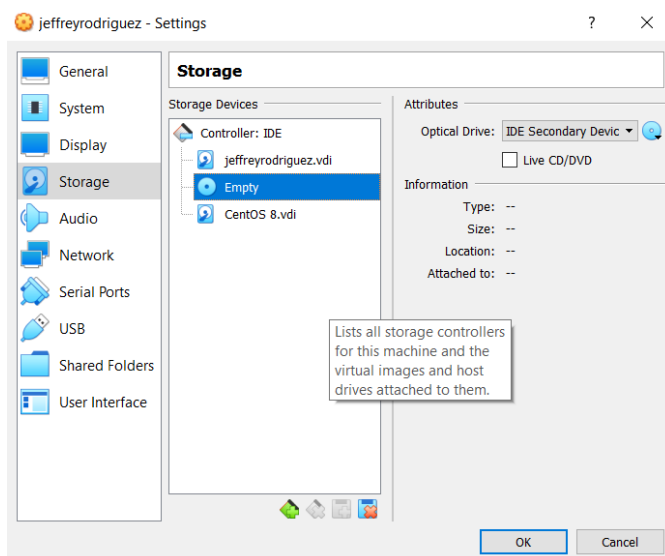 jeffreyrodriguez - Settings
?
General
System
Display
Storage
Audio
Network
Serial Ports
USB
Shared Folders
User Interface
Storage
Storage Devices
Controller: IDE
jeffreyrodriguez.vdi
Empty
CentOS 8.vdi
Attributes
Optical Drive: IDE Secondary Devic
Live CD/DVD
Information
Type: --
Size: --
Location: --
Attached to: --
Lists all storage controllers
for this machine and the
virtual images and host
drives attached to them.
OK
Cancel